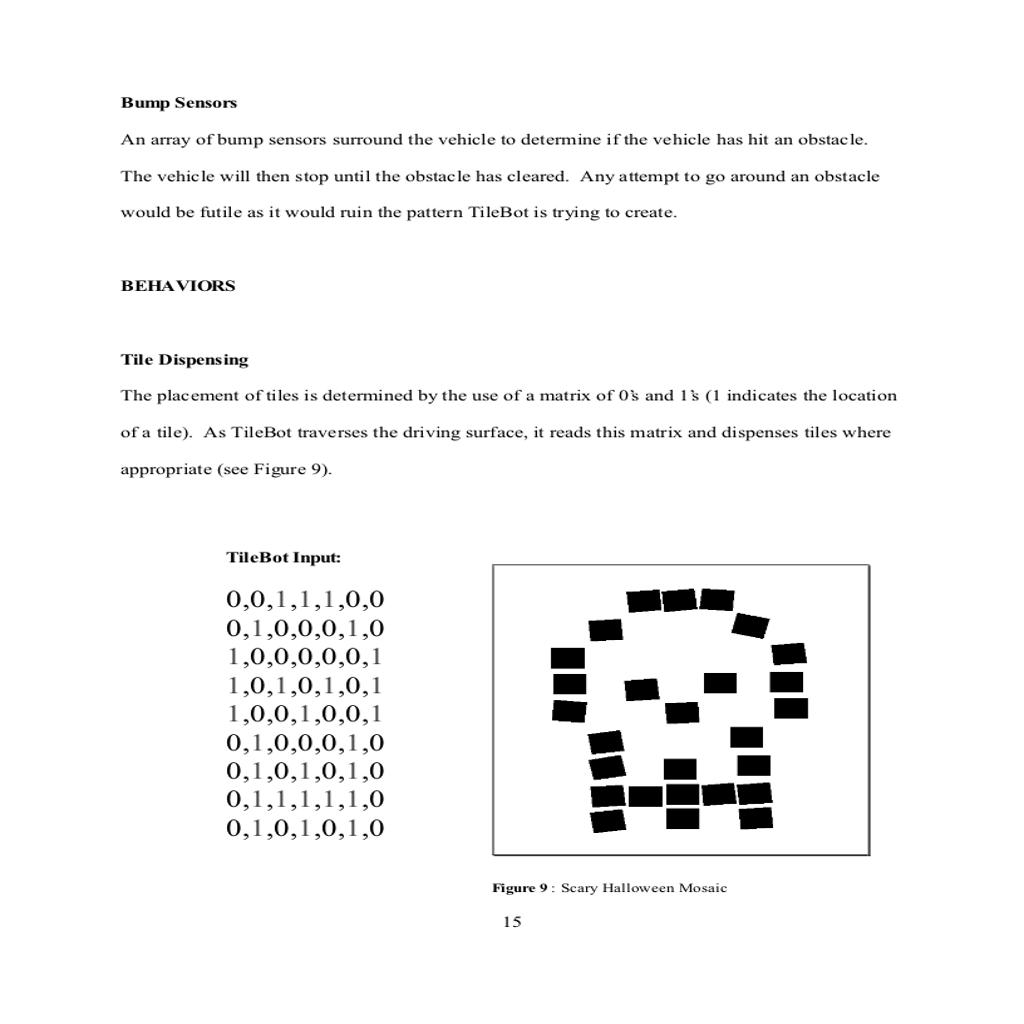 Bump Sensors
An array of bump sensors surround the vehicle to determine if the vehicle has hit an obstacle.
The vehicle will then stop until the obstacle has cleared.  Any attempt to go around an obstacle
would be futile as it would ruin the pattern TileBot is trying to create.
BEHAVIORS
Tile Dispensing
The placement of tiles is determined by the use of a matrix of 0's and 1's (1 indicates the location
of a tile).  As TileBot traverses the driving surface, it reads this matrix and dispenses tiles where
appropriate (see Figure 9).
TileBot Input:
0,0,1,1,1,0,0
0,1,0,0,0,1,0
1,0,0,0,0,0,1
1,0,1,0,1,0,1
1,0,0,1,0,0,1
0,1,0,0,0,1,0
0,1,0,1,0,1,0
0,1,1,1,1,1,0
0,1,0,1,0,1,0
Figure 9 : Scary Halloween Mosaic
15